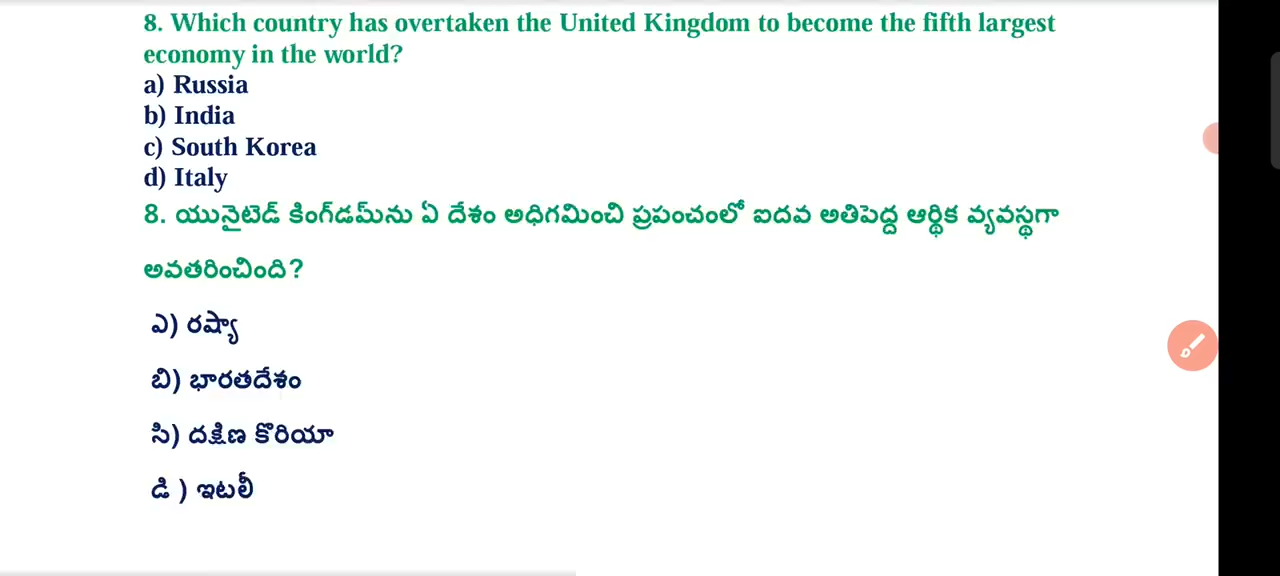 8. Which country has overtaken the United Kingdom to become the fifth largest
economy in the world?
a) Russia
b) India
c) South Korea
d) Italy
8. యునైటెడ్ కింగ్‌డమ్‌ను ఏ దేశం అధిగమించి ప్రపంచంలో ఐదవ అతిపెద్ద ఆర్థిక వ్యవస్థగా
అవతరించింది?
ఎ) రష్యా
బి) భారతదేశం
సి) దక్షిణ కొరియా
డి ) ఇటలీ